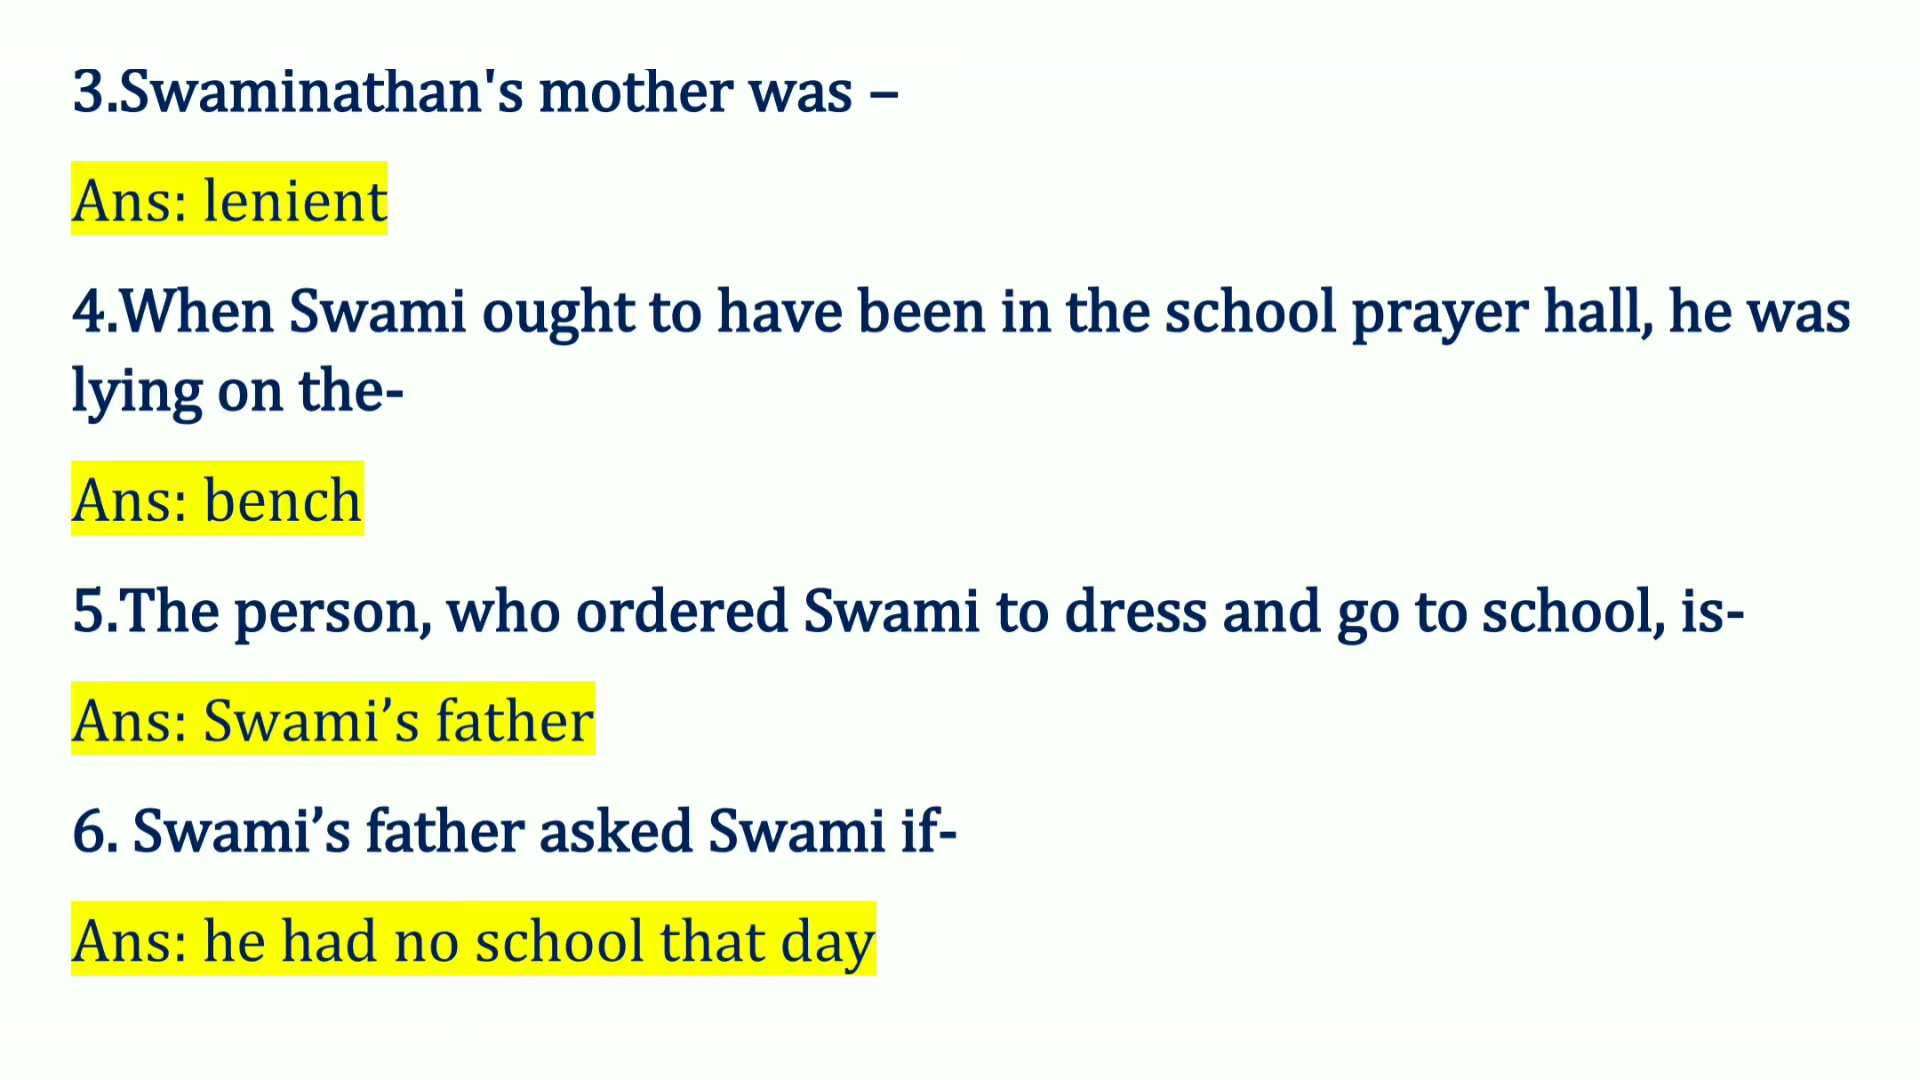 3.Swaminathan's mother was –
Ans: lenient
4.When Swami ought to have been in the school prayer hall, he was
lying on the-
Ans: bench
5.The person, who ordered Swami to dress and go to school, is-
Ans: Swami’s father
6. Swami’s father asked Swami if-
Ans: he had no school that day